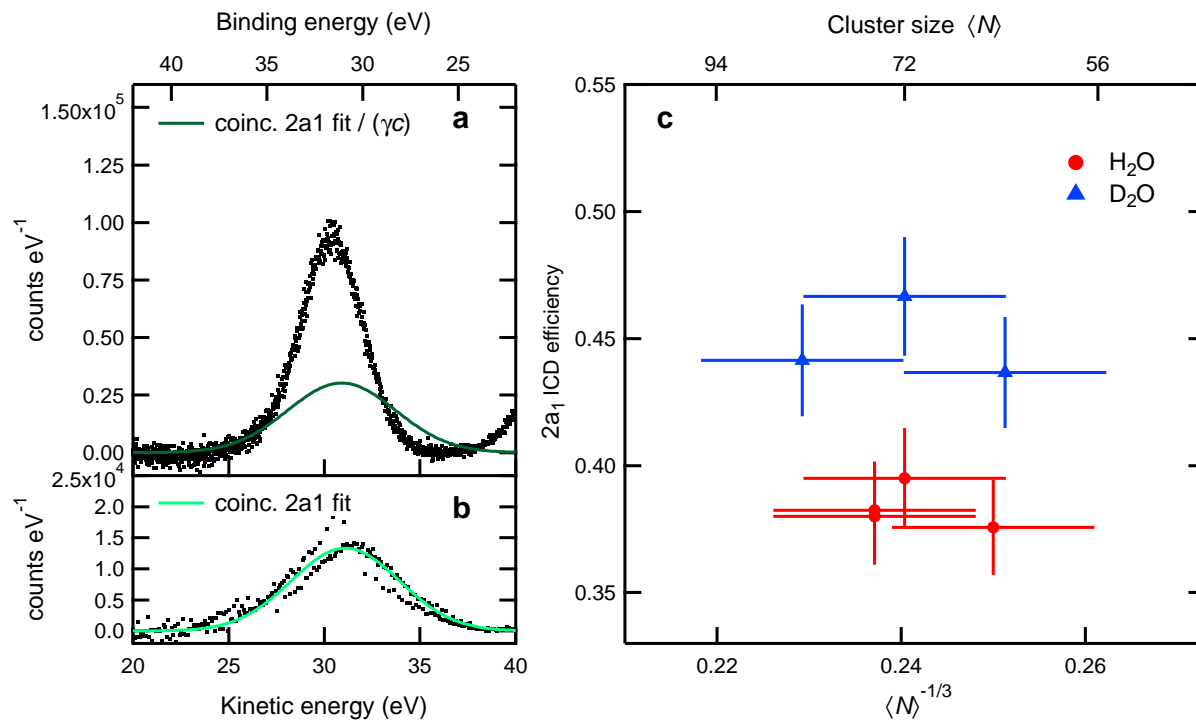 Binding energy (eV)
40 35 30 25
1.50x10⁵
1.25
1.00
0.75
0.50
0.25
0.00
counts eV⁻¹
coinc. 2a1 fit / (γc)
a
2.5x10⁴
2.0
1.5
1.0
0.5
0.0
counts eV⁻¹
coinc. 2a1 fit
b
20 25 30 35 40
Kinetic energy (eV)
Cluster size ⟨N⟩
94 72 56
0.55
0.50
0.45
0.40
0.35
2a₁ ICD efficiency
c
H₂O
D₂O
0.22 0.24 0.26
⟨N⟩⁻¹/³